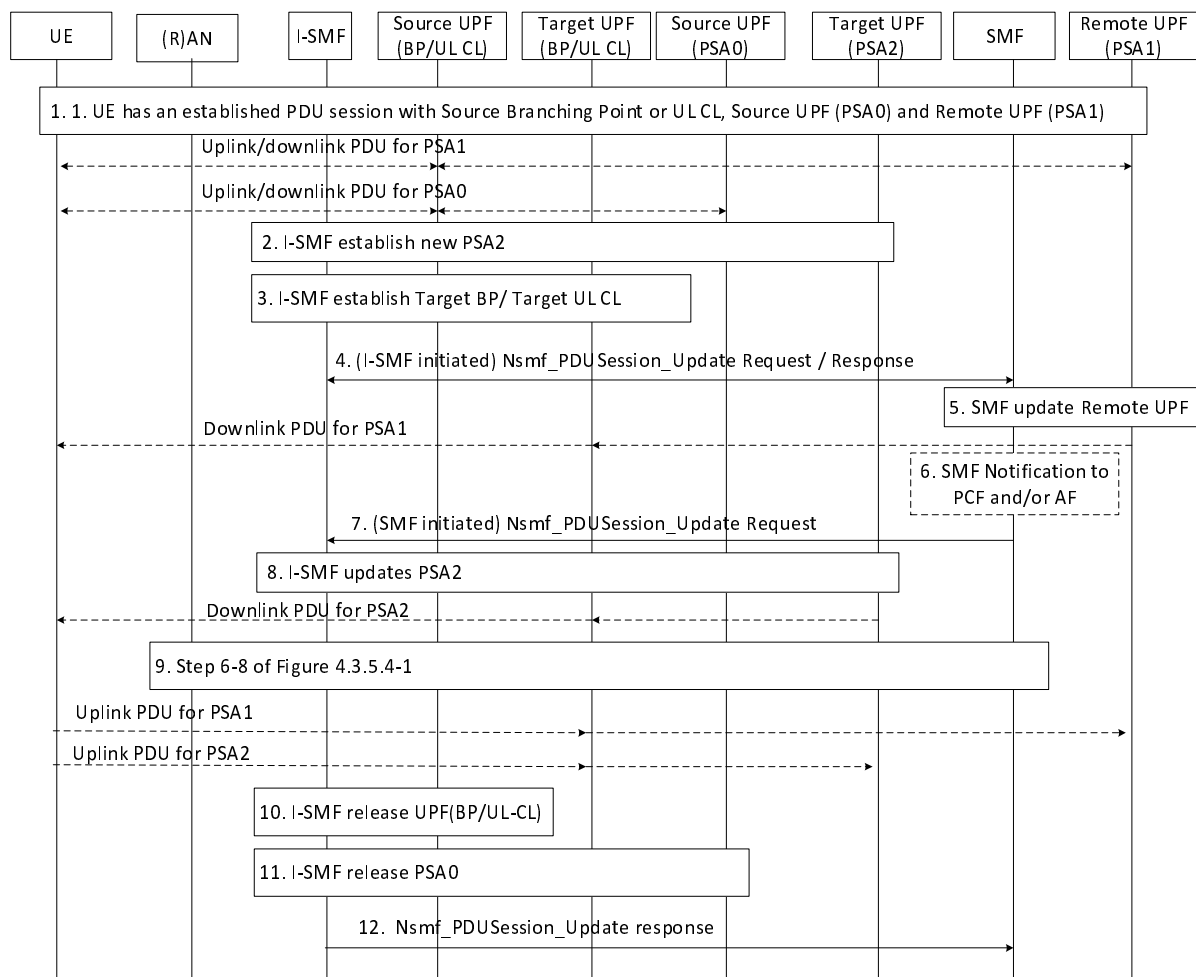 UE
(R)AN
I-SMF
Source UPF
(BP/UL CL)
Target UPF
(BP/UL CL)
Source UPF
(PSA0)
Target UPF
(PSA2)
SMF
Remote UPF
(PSA1)
1. 1. UE has an established PDU session with Source Branching Point or UL CL, Source UPF (PSA0) and Remote UPF (PSA1)
Uplink/downlink PDU for PSA1
Uplink/downlink PDU for PSA0
2. I-SMF establish new PSA2
3. I-SMF establish Target BP/ Target UL CL
4. (I-SMF initiated) Nsmf_PDUSession_Update Request / Response
5. SMF update Remote UPF
Downlink PDU for PSA1
6. SMF Notification to
PCF and/or AF
7. (SMF initiated) Nsmf_PDUSession_Update Request
8. I-SMF updates PSA2
Downlink PDU for PSA2
9. Step 6-8 of Figure 4.3.5.4-1
Uplink PDU for PSA1
Uplink PDU for PSA2
10. I-SMF release UPF(BP/UL-CL)
11. I-SMF release PSA0
12. Nsmf_PDUSession_Update response